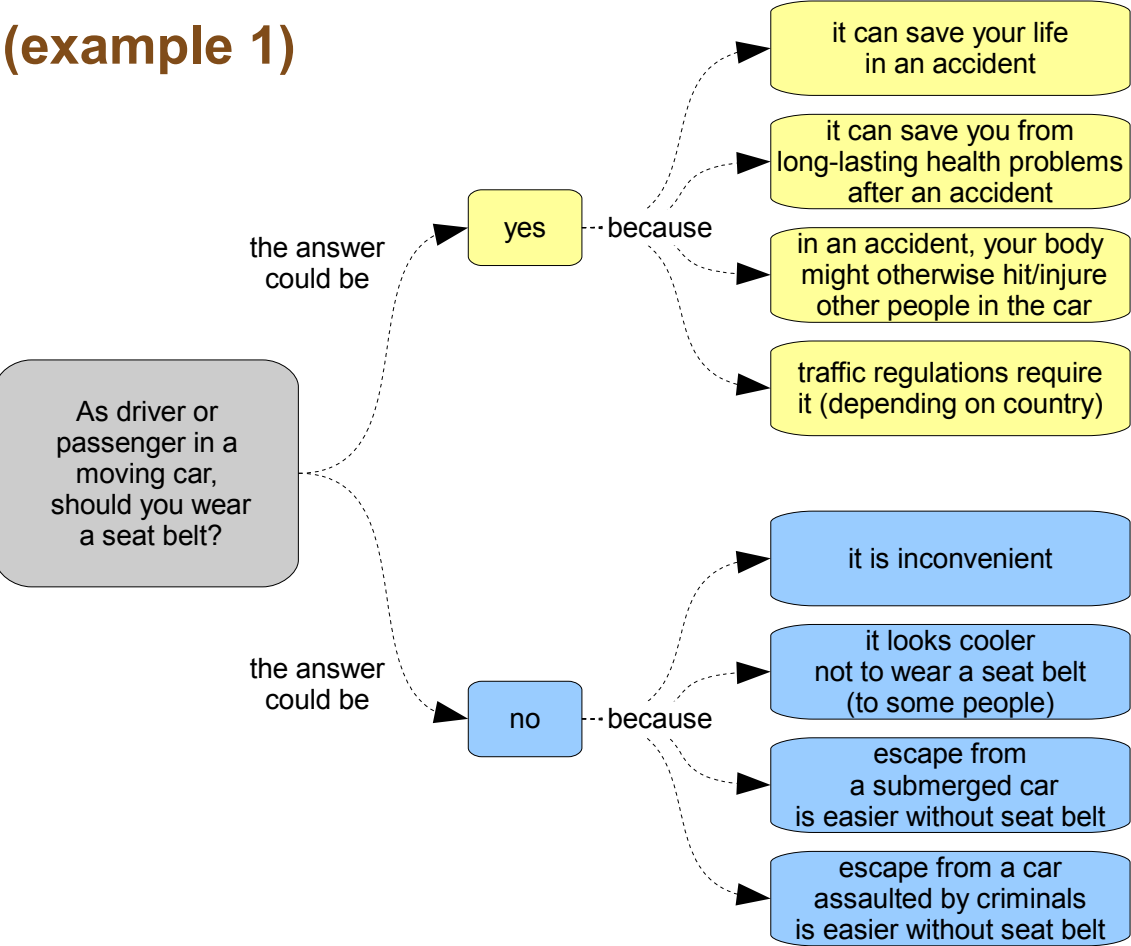 (example 1)
As driver or
passenger in a
moving car,
should you wear
a seat belt?
the answer
could be
yes
because
it can save your life
in an accident
it can save you from
long-lasting health problems
after an accident
in an accident, your body
might otherwise hit/injure
other people in the car
traffic regulations require
it (depending on country)
the answer
could be
no
because
it is inconvenient
it looks cooler
not to wear a seat belt
(to some people)
escape from
a submerged car
is easier without seat belt
escape from a car
assaulted by criminals
is easier without seat belt